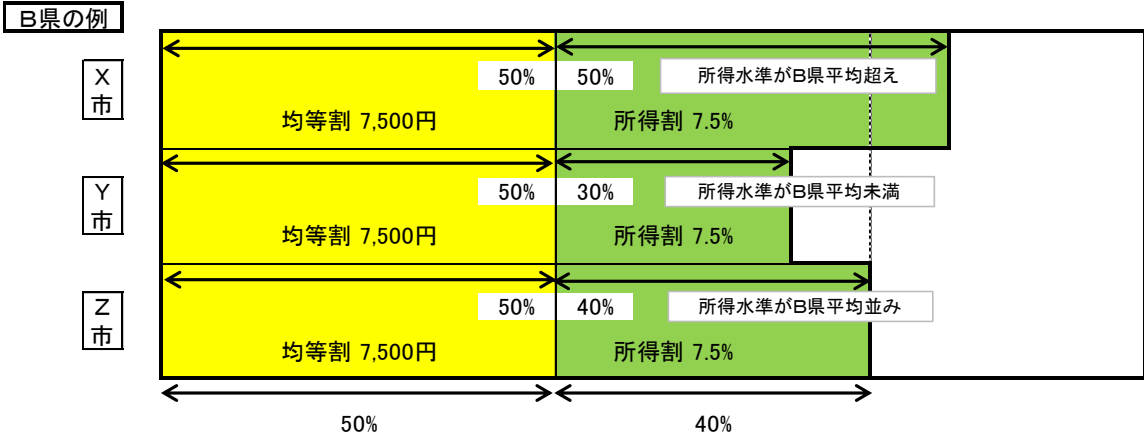 B県の例
X市
50%
50%
所得水準がB県平均超え
均等割 7,500円
所得割 7.5%
Y市
50%
30%
所得水準がB県平均未満
均等割 7,500円
所得割 7.5%
Z市
50%
40%
所得水準がB県平均並み
均等割 7,500円
所得割 7.5%
50%
40%